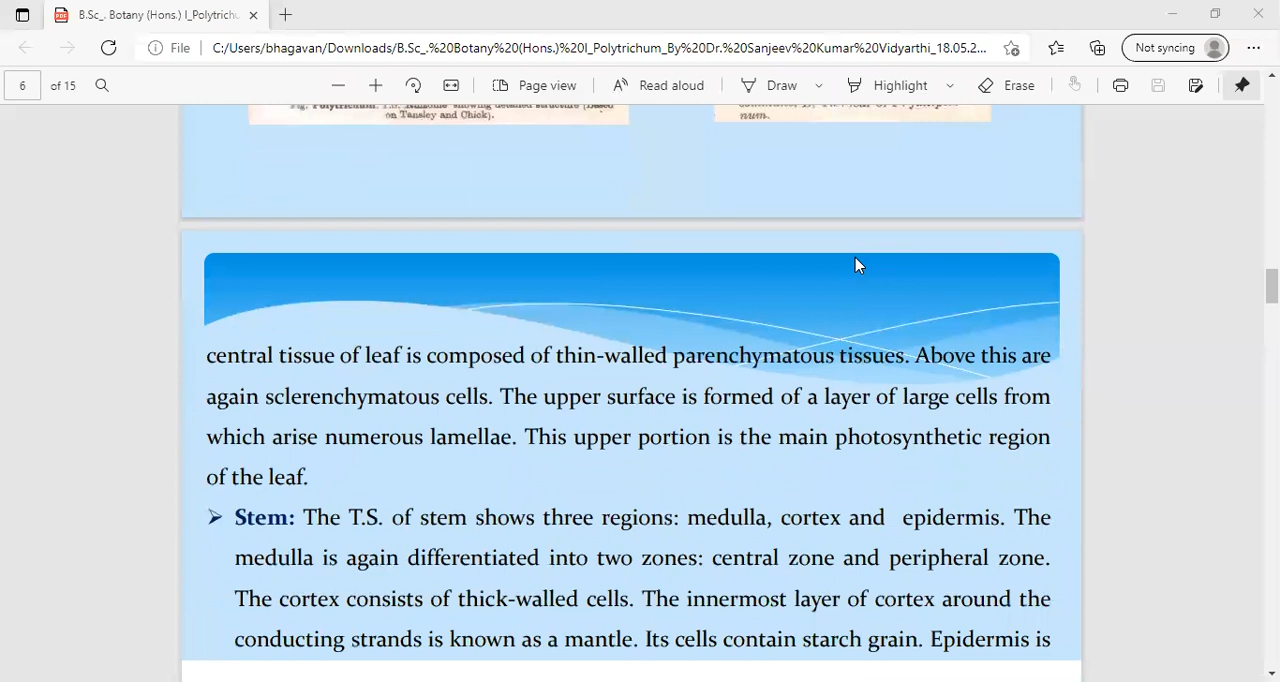 B.Sc_. Botany (Hons.) I_Polytrichu
File C:/Users/bhagavan/Downloads/B.Sc_.%20Botany%20(Hons.)%20I_Polytrichum_By%20Dr.%20Sanjeev%20Kumar%20Vidyarthi_18.05.2... Not syncing
6 of 15 Page view Read aloud Draw Highlight Erase
on Tansley and Chick).
num.
central tissue of leaf is composed of thin-walled parenchymatous tissues. Above this are
again sclerenchymatous cells. The upper surface is formed of a layer of large cells from
which arise numerous lamellae. This upper portion is the main photosynthetic region
of the leaf.
Stem: The T.S. of stem shows three regions: medulla, cortex and epidermis. The
medulla is again differentiated into two zones: central zone and peripheral zone.
The cortex consists of thick-walled cells. The innermost layer of cortex around the
conducting strands is known as a mantle. Its cells contain starch grain. Epidermis is